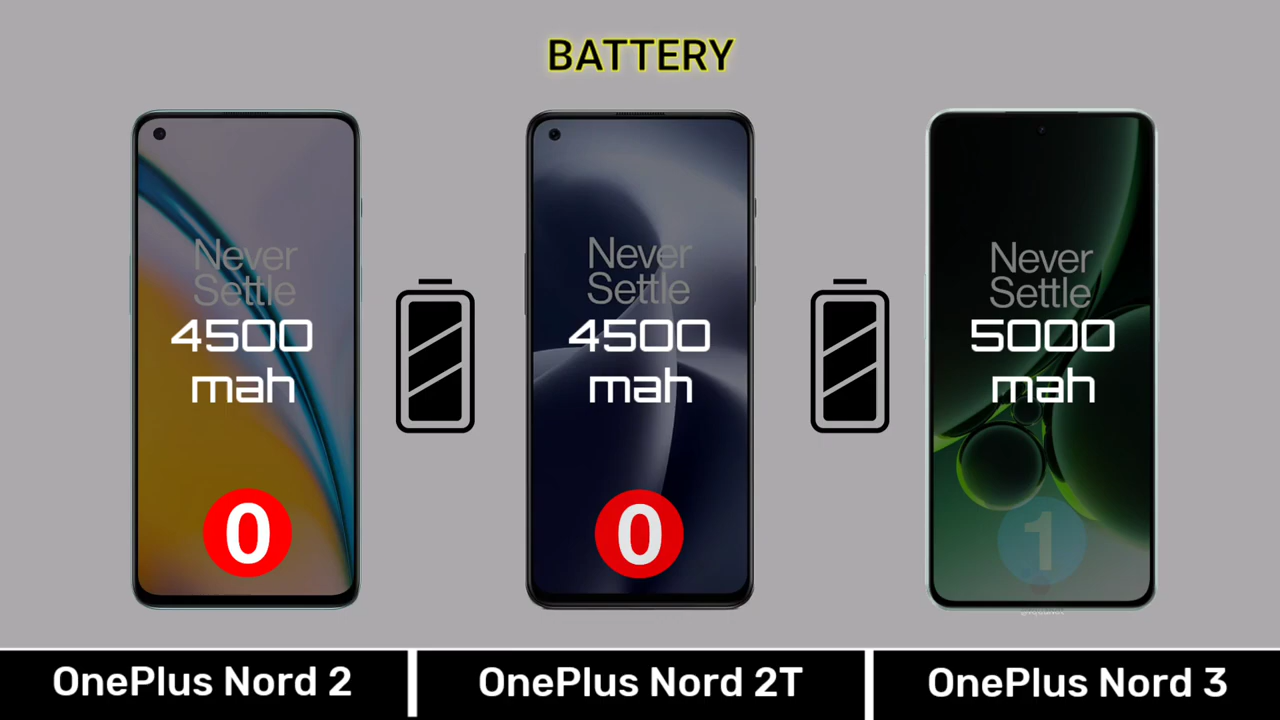 BATTERY
Never
Settle
4500
mah
0
Never
Settle
4500
mah
0
Never
Settle
5000
mah
1
OnePlus Nord 2
OnePlus Nord 2T
OnePlus Nord 3